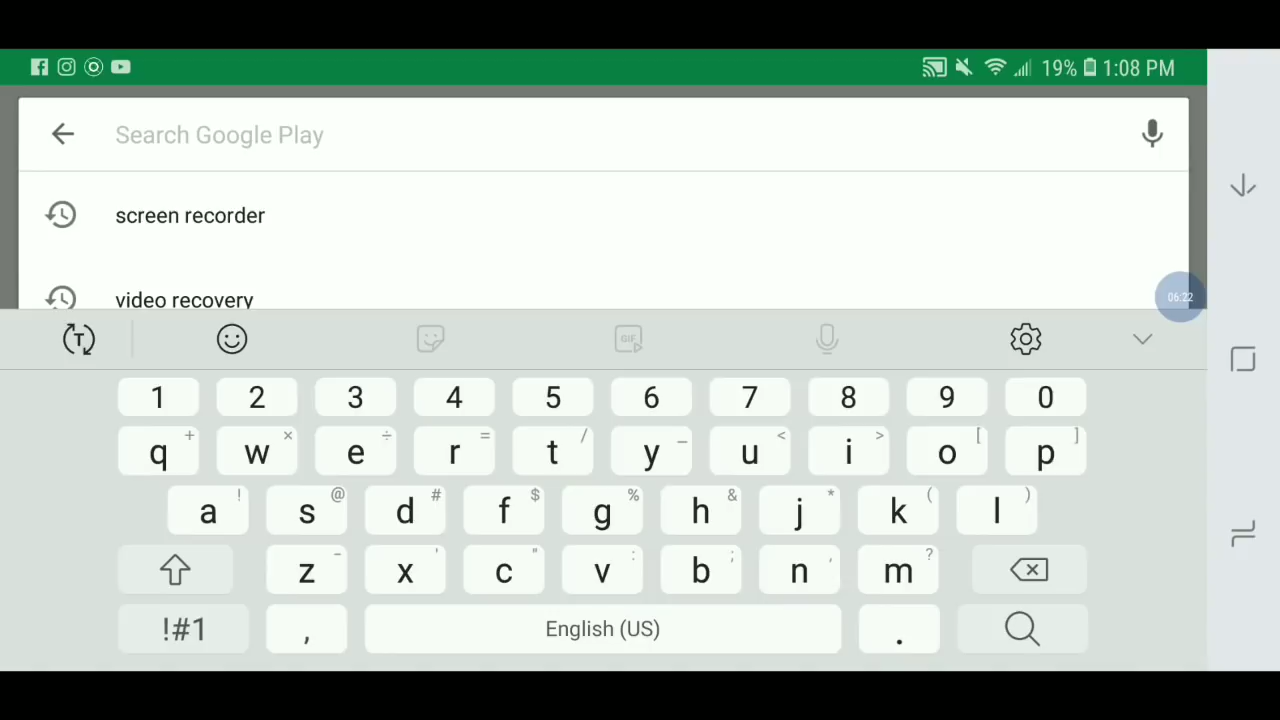 19% 1:08 PM
Search Google Play
screen recorder
video recovery
06:22
T
GIF
1 2 3 4 5 6 7 8 9 0
+ × ÷ = / _ < > [ ]
q w e r t y u i o p
! @ # $ % & * ( )
a s d f g h j k l
- ' " : ; , ?
z x c v b n m
!#1 , English (US) .